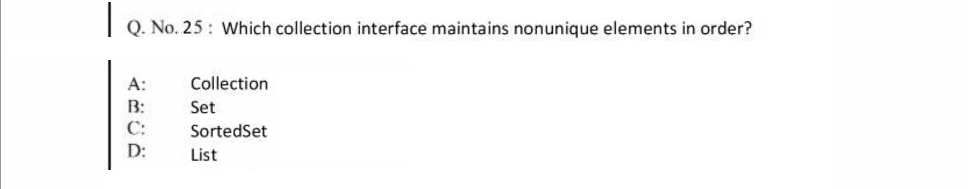 Q. No. 25 : Which collection interface maintains nonunique elements in order?
A: Collection
B: Set
C: SortedSet
D: List